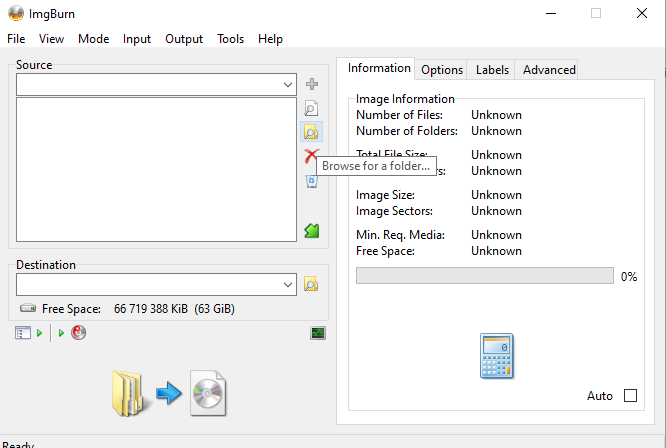 ImgBurn
File View Mode Input Output Tools Help
Source
Browse for a folder...
Destination
Free Space: 66 719 388 KiB (63 GiB)
Information Options Labels Advanced
Image Information
Number of Files: Unknown
Number of Folders: Unknown
Total File Size: Unknown
Unknown
Image Size: Unknown
Image Sectors: Unknown
Min. Req. Media: Unknown
Free Space: Unknown
0%
0
Auto
Ready